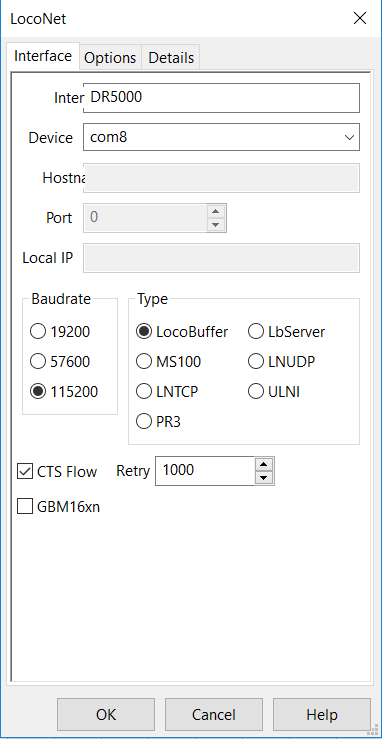 LocoNet
Interface Options Details
Inter DR5000
Device com8
Hostna
Port 0
Local IP
Baudrate Type
19200 LocoBuffer LbServer
57600 MS100 LNUDP
115200 LNTCP ULNI
PR3
CTS Flow Retry 1000
GBM16xn
OK Cancel Help